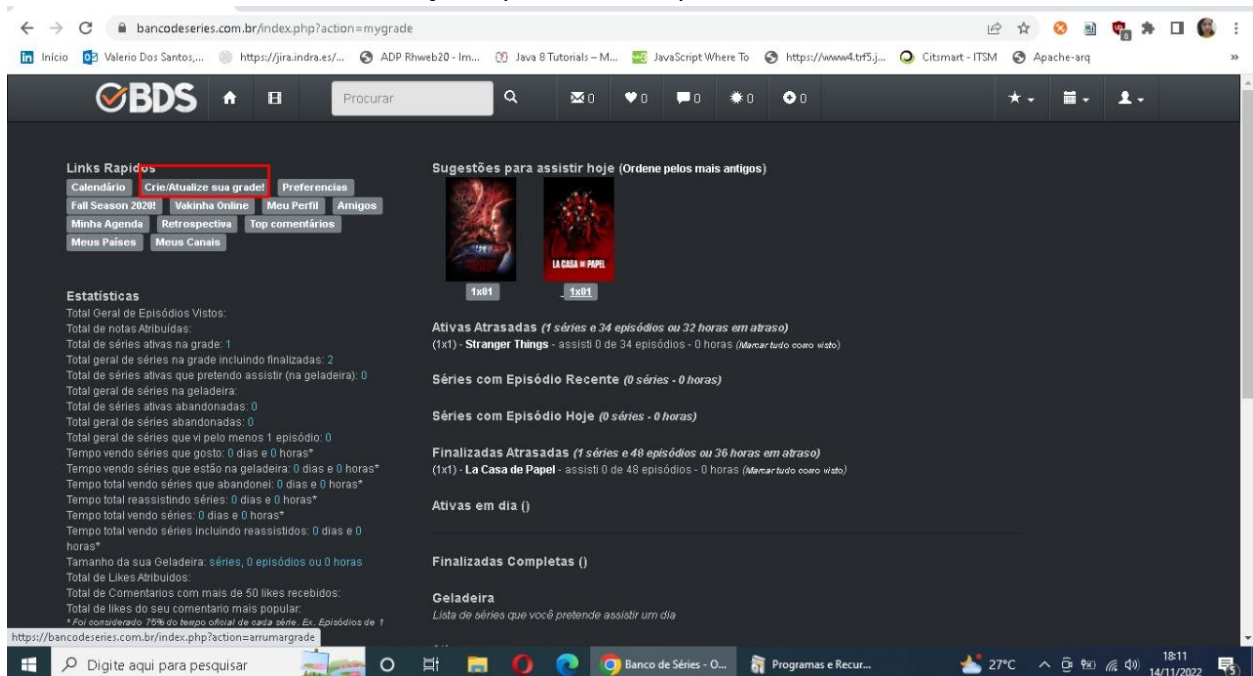 bancodeseries.com.br/index.php?action=mygrade
Início Valerio Dos Santos,... https://jira.indra.es/... ADP Rhweb20 - Im... Java 8 Tutorials – M... JavaScript Where To https://www4.trf5.j... Citsmart - ITSM Apache-arq »
BDS Procurar 0 0 0 0 0
Links Rapidos
Calendário Crie/Atualize sua grade! Preferencias
Fall Season 2020! Vakinha Online Meu Perfil Amigos
Minha Agenda Retrospectiva Top comentários
Meus Países Meus Canais
Estatísticas
Total Geral de Episódios Vistos:
Total de notas Atribuídas:
Total de séries ativas na grade: 1
Total geral de séries na grade incluindo finalizadas: 2
Total de séries ativas que pretendo assistir (na geladeira): 0
Total geral de séries na geladeira:
Total de séries ativas abandonadas: 0
Total geral de séries abandonadas: 0
Total geral de séries que vi pelo menos 1 episódio: 0
Tempo vendo séries que gosto: 0 dias e 0 horas*
Tempo vendo séries que estão na geladeira: 0 dias e 0 horas*
Tempo total vendo séries que abandonei: 0 dias e 0 horas*
Tempo total reassistindo séries: 0 dias e 0 horas*
Tempo total vendo séries: 0 dias e 0 horas*
Tempo total vendo séries incluindo reassistidos: 0 dias e 0
horas*
Tamanho da sua Geladeira: séries, 0 episódios ou 0 horas
Total de Likes Atribuidos:
Total de Comentarios com mais de 50 likes recebidos:
Total de likes do seu comentario mais popular:
*Foi considerado 75% do tempo oficial de cada série. Ex. Episódios de 1
https://bancodeseries.com.br/index.php?action=arrumargrade
Sugestões para assistir hoje (Ordene pelos mais antigos)
LA CASA DE PAPEL
1x01 1x01
Ativas Atrasadas (1 séries e 34 episódios ou 32 horas em atraso)
(1x1) - Stranger Things - assisti 0 de 34 episódios - 0 horas (Marcar tudo como visto)
Séries com Episódio Recente (0 séries - 0 horas)
Séries com Episódio Hoje (0 séries - 0 horas)
Finalizadas Atrasadas (1 séries e 48 episódios ou 36 horas em atraso)
(1x1) - La Casa de Papel - assisti 0 de 48 episódios - 0 horas (Marcar tudo como visto)
Ativas em dia ()
Finalizadas Completas ()
Geladeira
Lista de séries que você pretende assistir um dia
Digite aqui para pesquisar Banco de Séries - O... Programas e Recur... 27°C 18:11
14/11/2022 5